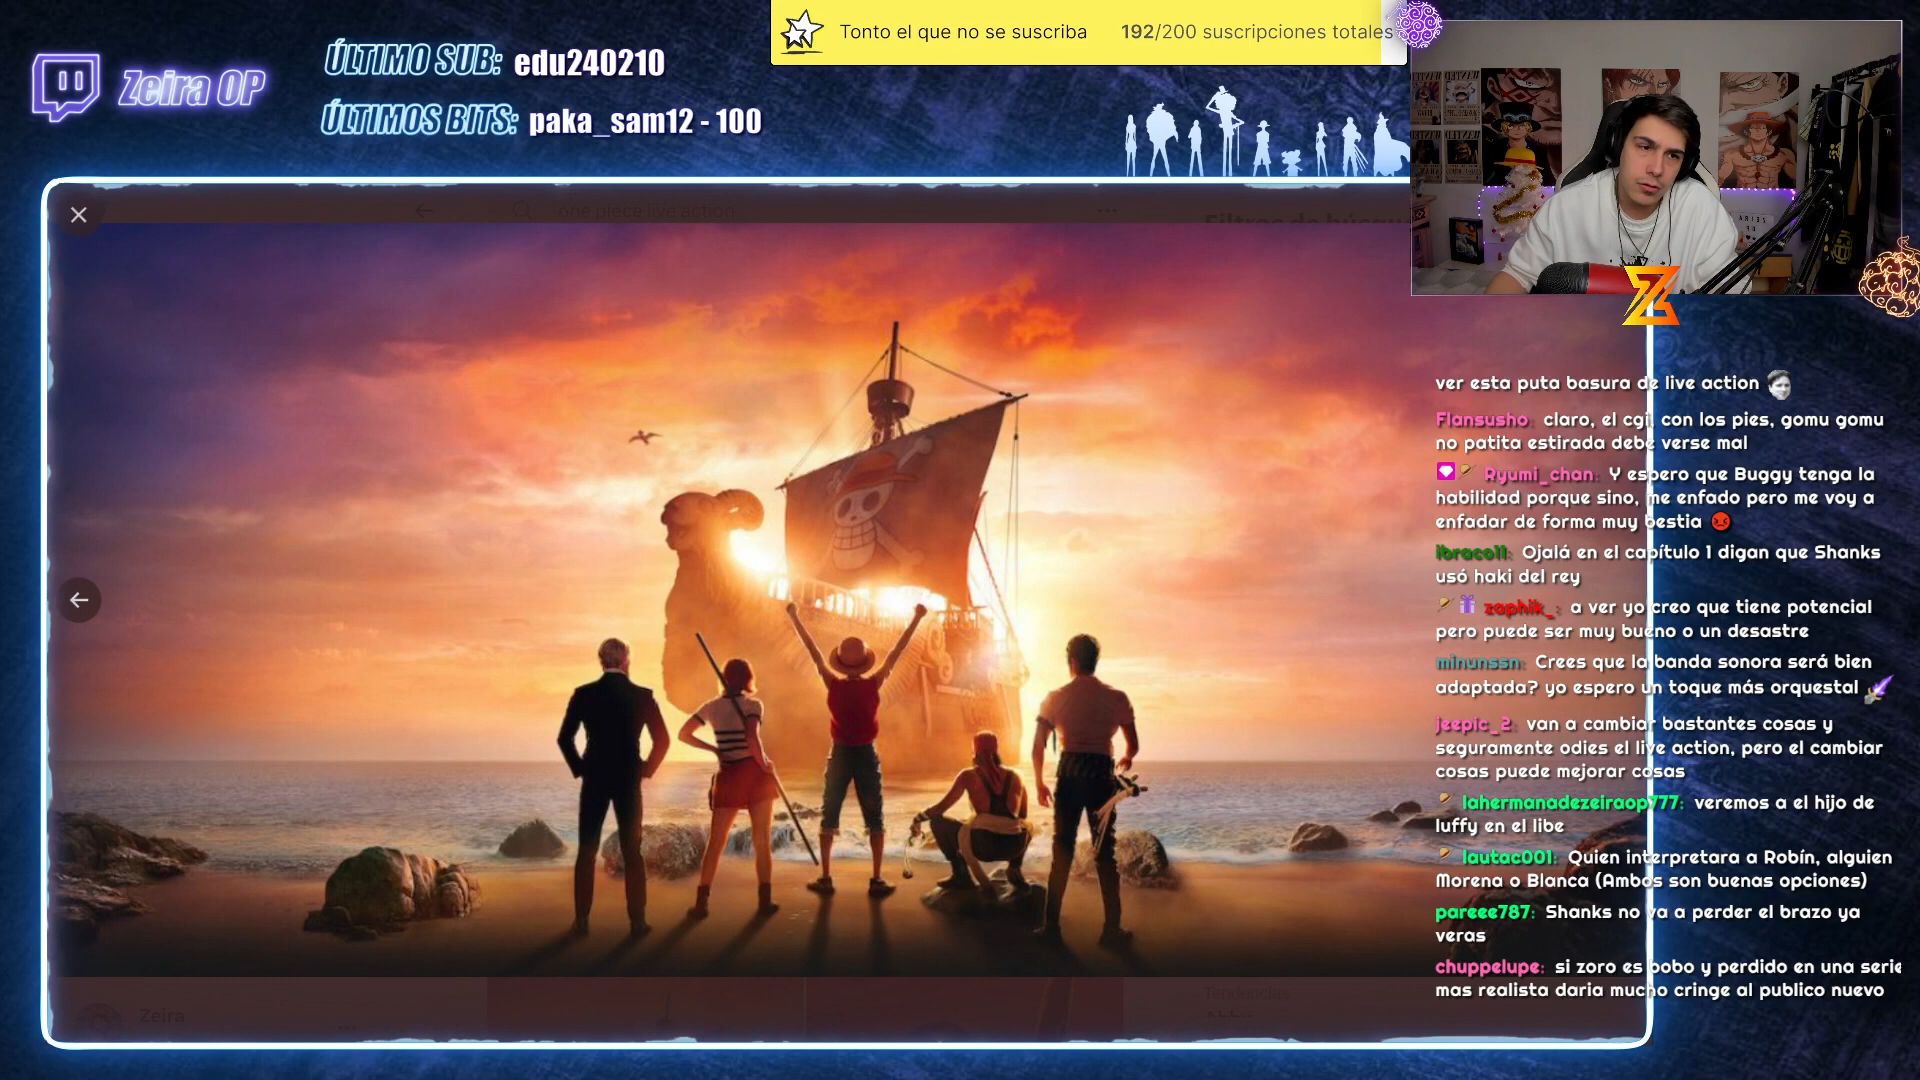 Tonto el que no se suscriba 192/200 suscripciones totales
Zeira OP
ÚLTIMO SUB: edu240210
ÚLTIMOS BITS: paka_sam12 - 100
one piece live action
ver esta puta basura de live action
Flansusho: claro, el cgi, con los pies, gomu gomu
no patita estirada debe verse mal
Ryumi_chan: Y espero que Buggy tenga la
habilidad porque sino, me enfado pero me voy a
enfadar de forma muy bestia
ibraco11: Ojalá en el capítulo 1 digan que Shanks
usó haki del rey
zophik_: a ver yo creo que tiene potencial
pero puede ser muy bueno o un desastre
minunssn: Crees que la banda sonora será bien
adaptada? yo espero un toque más orquestal
jeepic_2: van a cambiar bastantes cosas y
seguramente odies el live action, pero el cambiar
cosas puede mejorar cosas
lahermanadezeiraop777: veremos a el hijo de
luffy en el libe
lautac001: Quien interpretara a Robín, alguien
Morena o Blanca (Ambos son buenas opciones)
pareee787: Shanks no va a perder el brazo ya
veras
chuppelupe: si zoro es bobo y perdido en una serie
mas realista daria mucho cringe al publico nuevo
Zeira
Tendencias